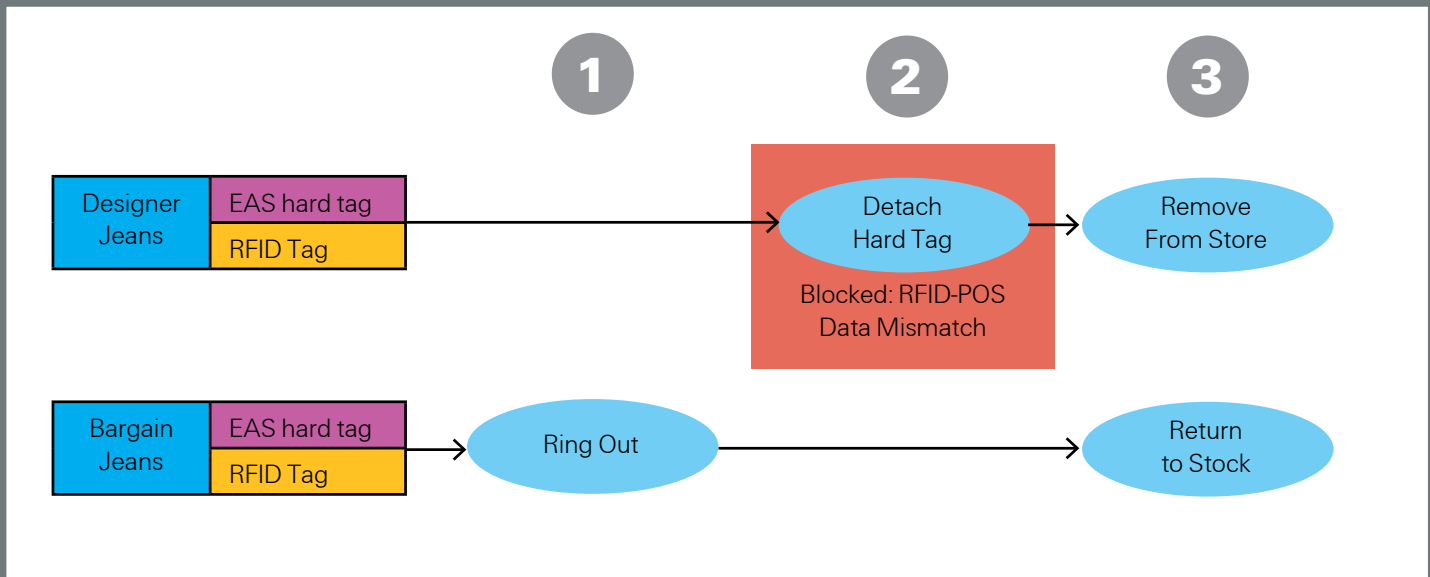 1
2
3
Designer
Jeans
EAS hard tag
RFID Tag
Detach
Hard Tag
Blocked: RFID-POS
Data Mismatch
Remove
From Store
Bargain
Jeans
EAS hard tag
RFID Tag
Ring Out
Return
to Stock